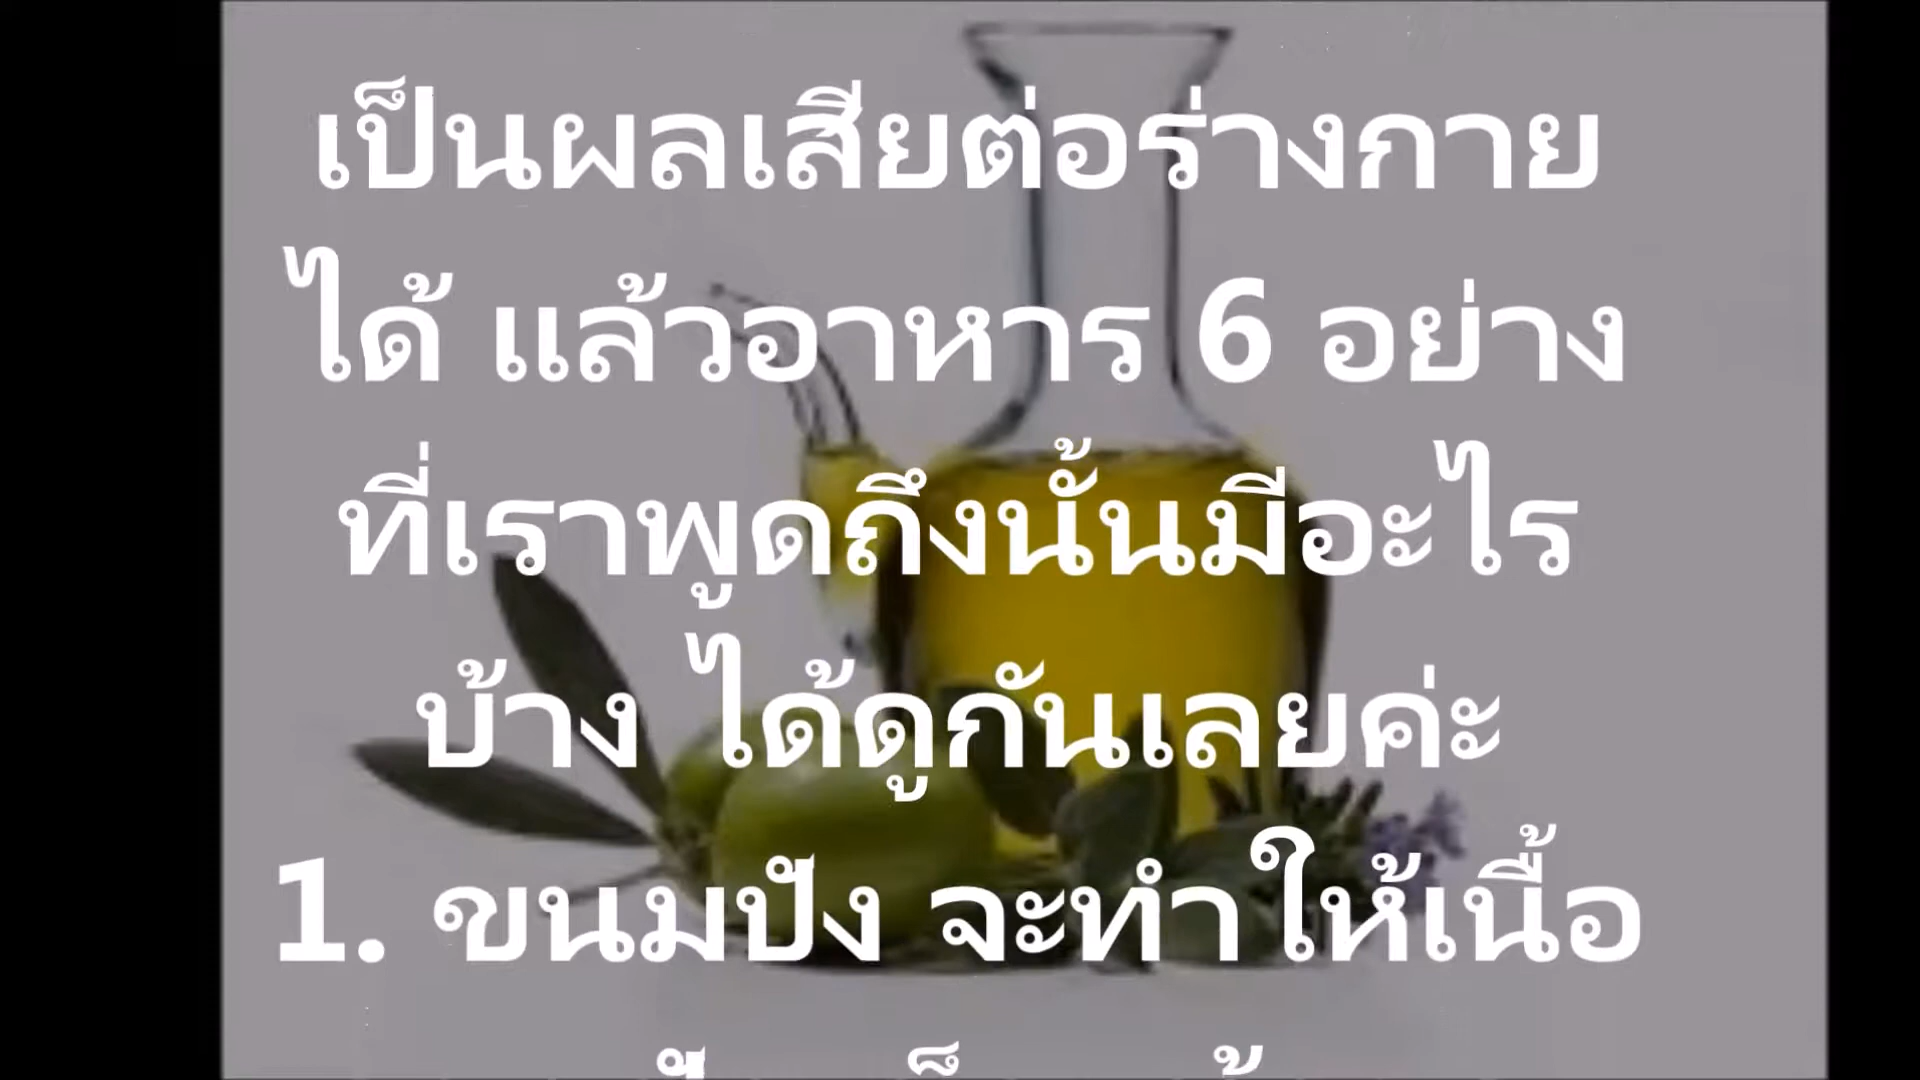 เป็นผลเสียต่อร่างกาย
ได้ แล้วอาหาร 6 อย่าง
ที่เราพูดถึงนั้นมีอะไร
บ้าง ได้ดูกันเลยค่ะ
1. ขนมปัง จะทำให้เนื้อ